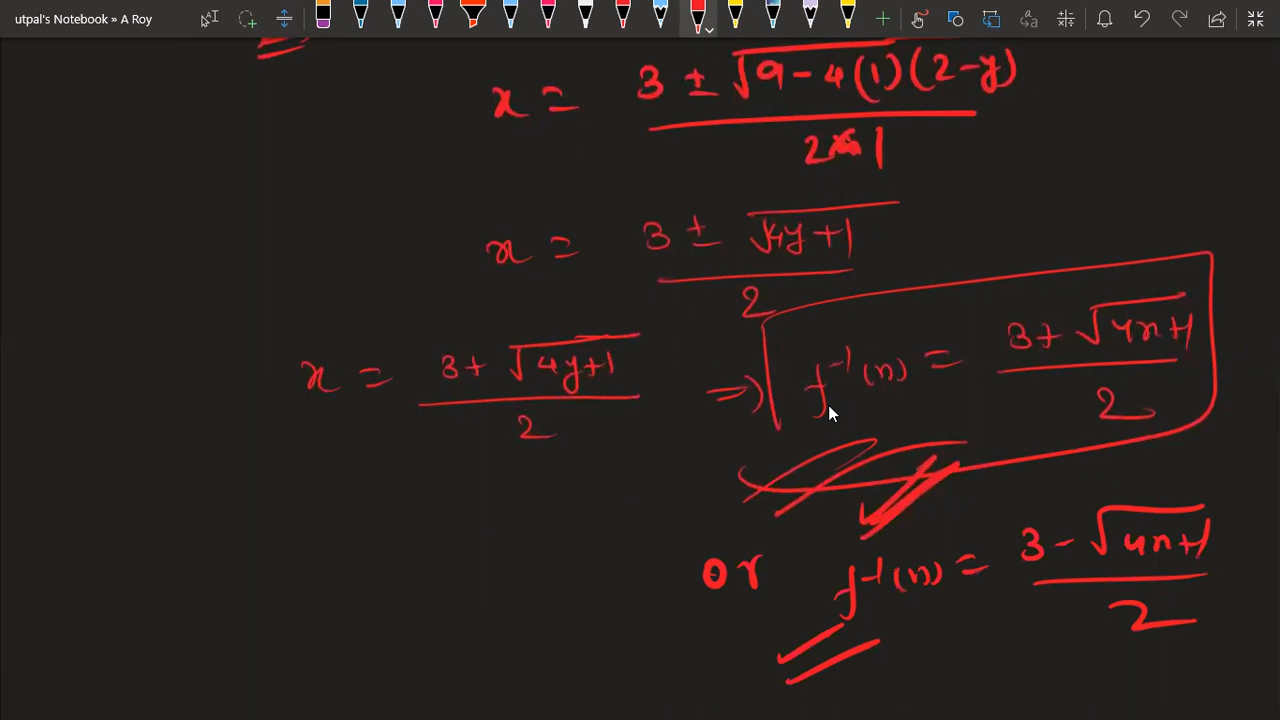 utpal's Notebook » A Roy
x = 3 ± √9 - 4(1)(2-y) / 2 1
x = 3 ± √4y+1 / 2
x = 3+ √4y+1 / 2 ⇒ f⁻¹(x) = 3+ √4x+1 / 2
or f⁻¹(x) = 3 - √4x+1 / 2